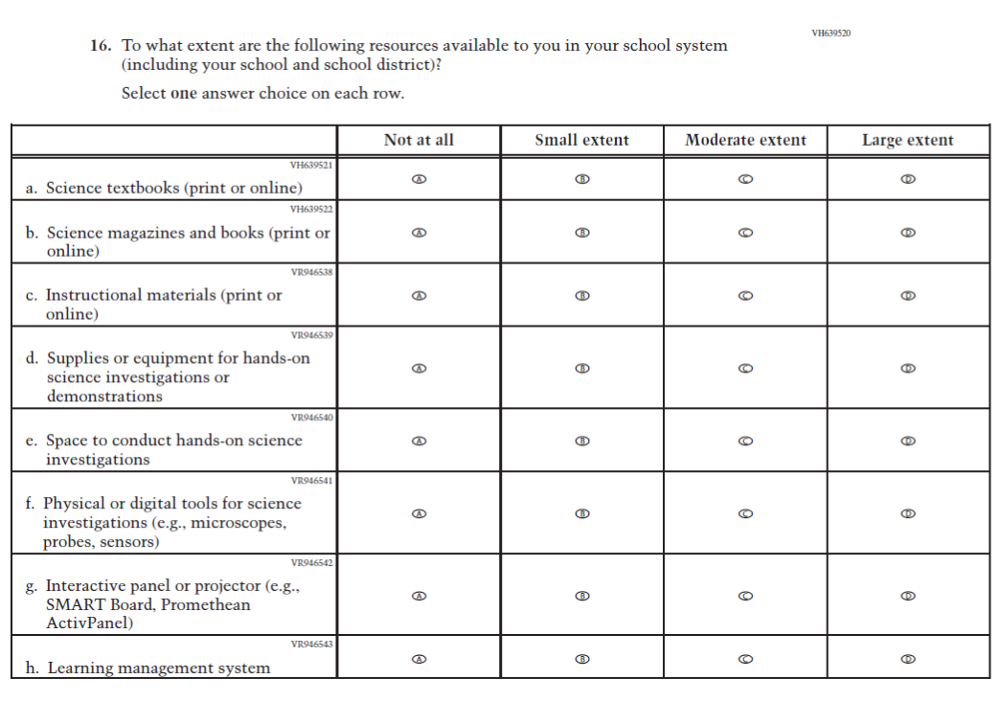 VH639520
16. To what extent are the following resources available to you in your school system
(including your school and school district)?
Select one answer choice on each row.
Not at all Small extent Moderate extent Large extent
VH639521
a. Science textbooks (print or online) A B C D
VH639522
b. Science magazines and books (print or A B C D
online)
VR946538
c. Instructional materials (print or A B C D
online)
VR946539
d. Supplies or equipment for hands-on
science investigations or A B C D
demonstrations
VR946540
e. Space to conduct hands-on science A B C D
investigations
VR946541
f. Physical or digital tools for science
investigations (e.g., microscopes, A B C D
probes, sensors)
VR946542
g. Interactive panel or projector (e.g.,
SMART Board, Promethean A B C D
ActivPanel)
VR946543
h. Learning management system A B C D